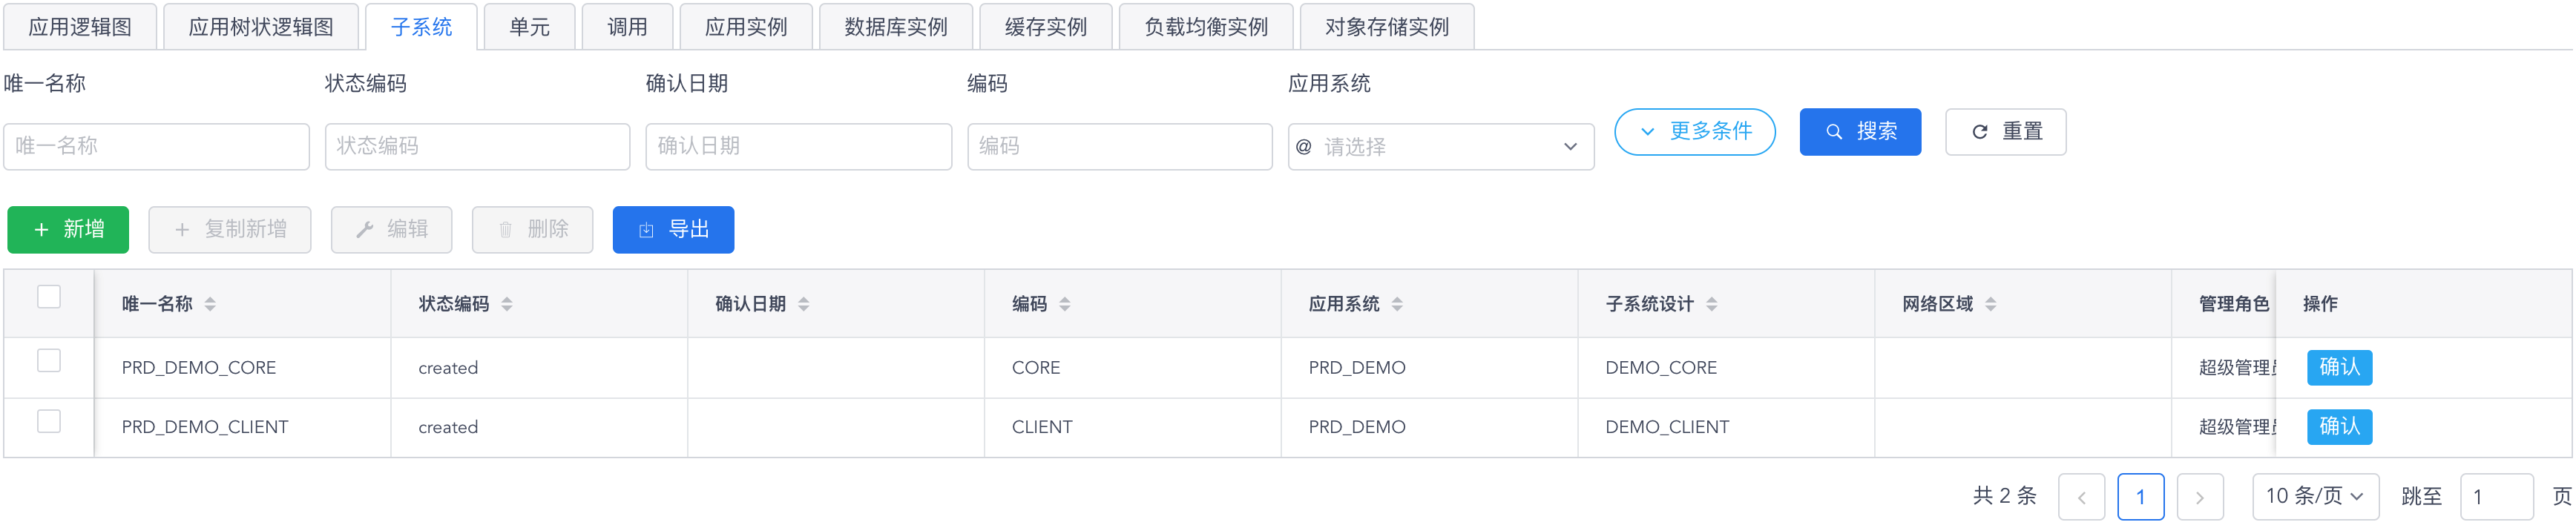 应用逻辑图 应用树状逻辑图 子系统 单元 调用 应用实例 数据库实例 缓存实例 负载均衡实例 对象存储实例
唯一名称 状态编码 确认日期 编码 应用系统
唯一名称 状态编码 确认日期 编码 @ 请选择 更多条件 搜索 重置
+ 新增 + 复制新增 编辑 删除 导出
唯一名称 状态编码 确认日期 编码 应用系统 子系统设计 网络区域 管理角色 操作
PRD_DEMO_CORE created CORE PRD_DEMO DEMO_CORE 超级管理员 确认
PRD_DEMO_CLIENT created CLIENT PRD_DEMO DEMO_CLIENT 超级管理员 确认
共 2 条 1 10 条/页 跳至 1 页